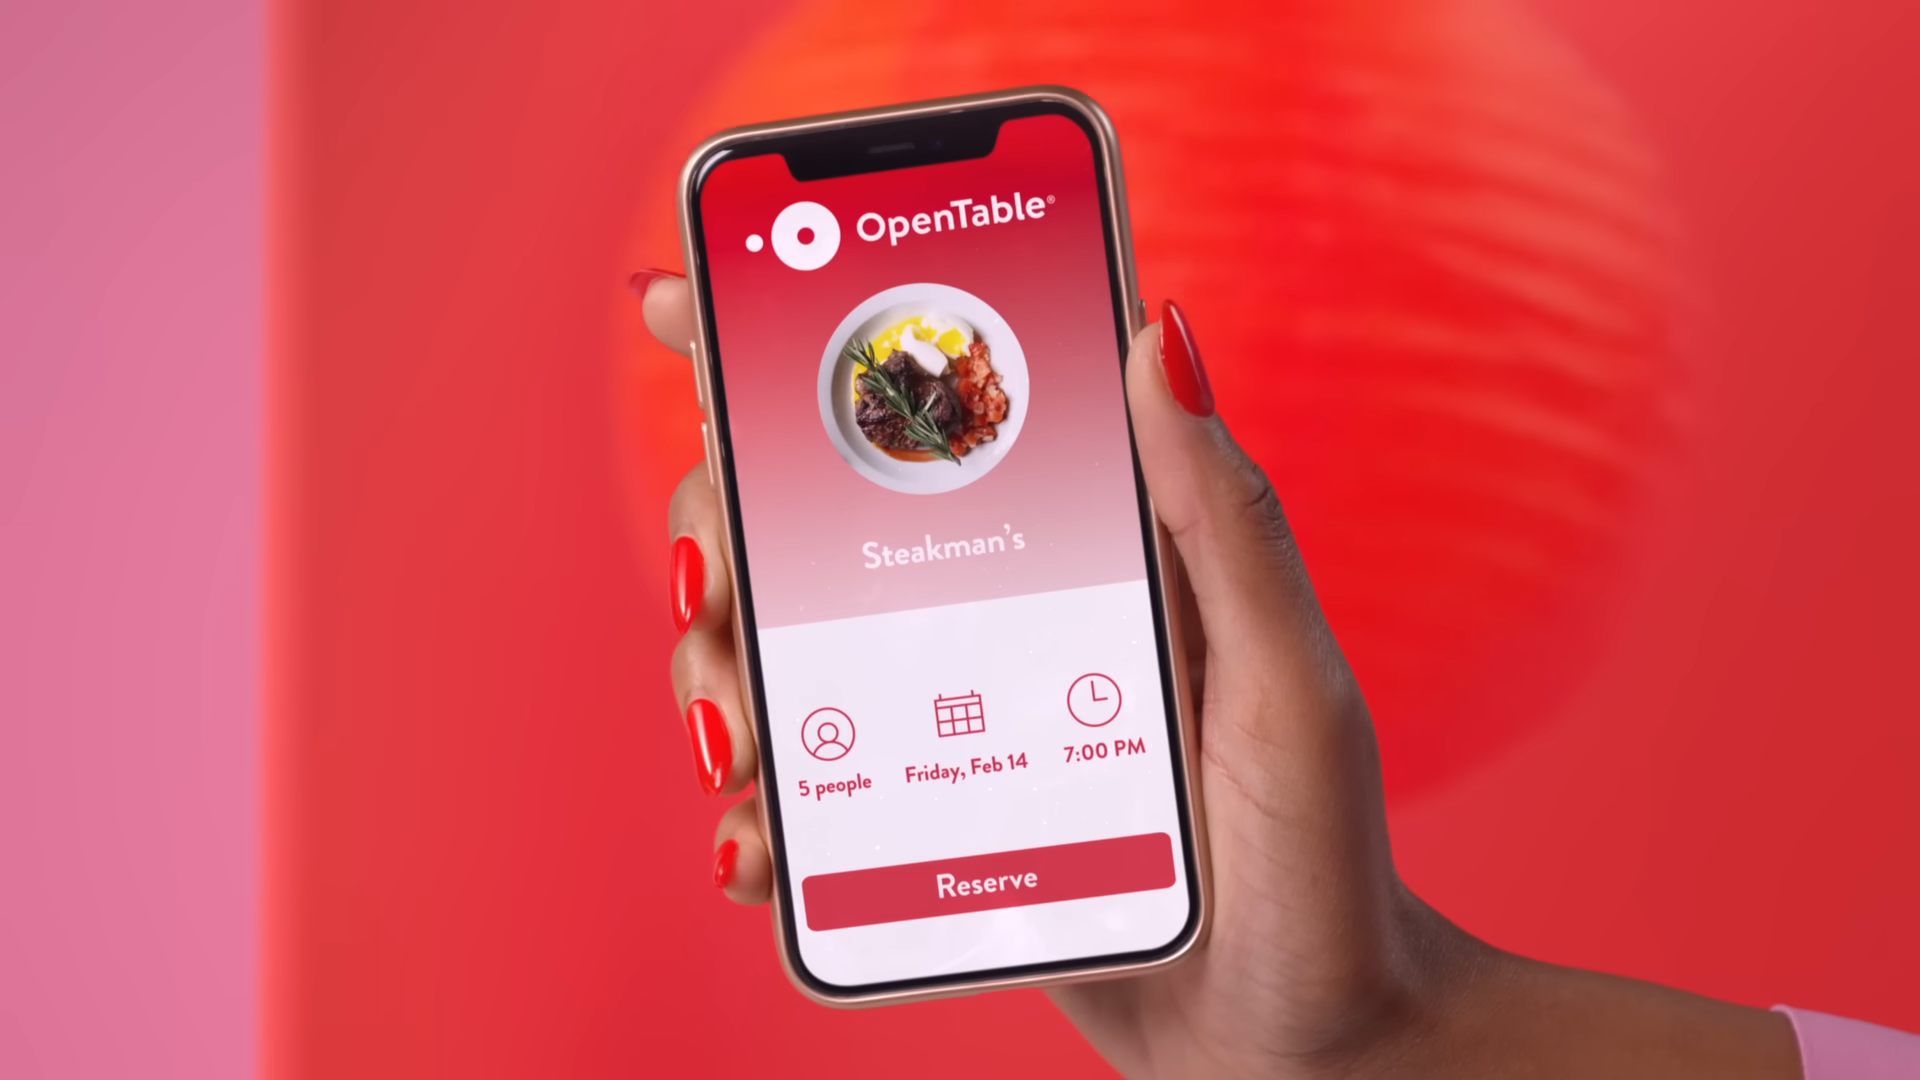 OpenTable®
Steakman's
5 people
Friday, Feb 14
7:00 PM
Reserve